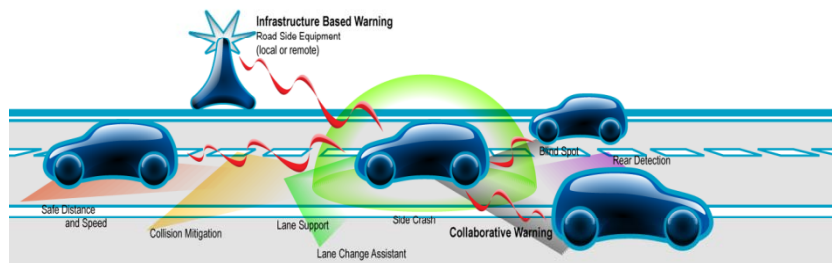 Infrastructure Based Warning
Road Side Equipment
(local or remote)
Blind Spot
Rear Detection
Safe Distance
and Speed
Collision Mitigation
Lane Support
Side Crash
Collaborative Warning
Lane Change Assistant